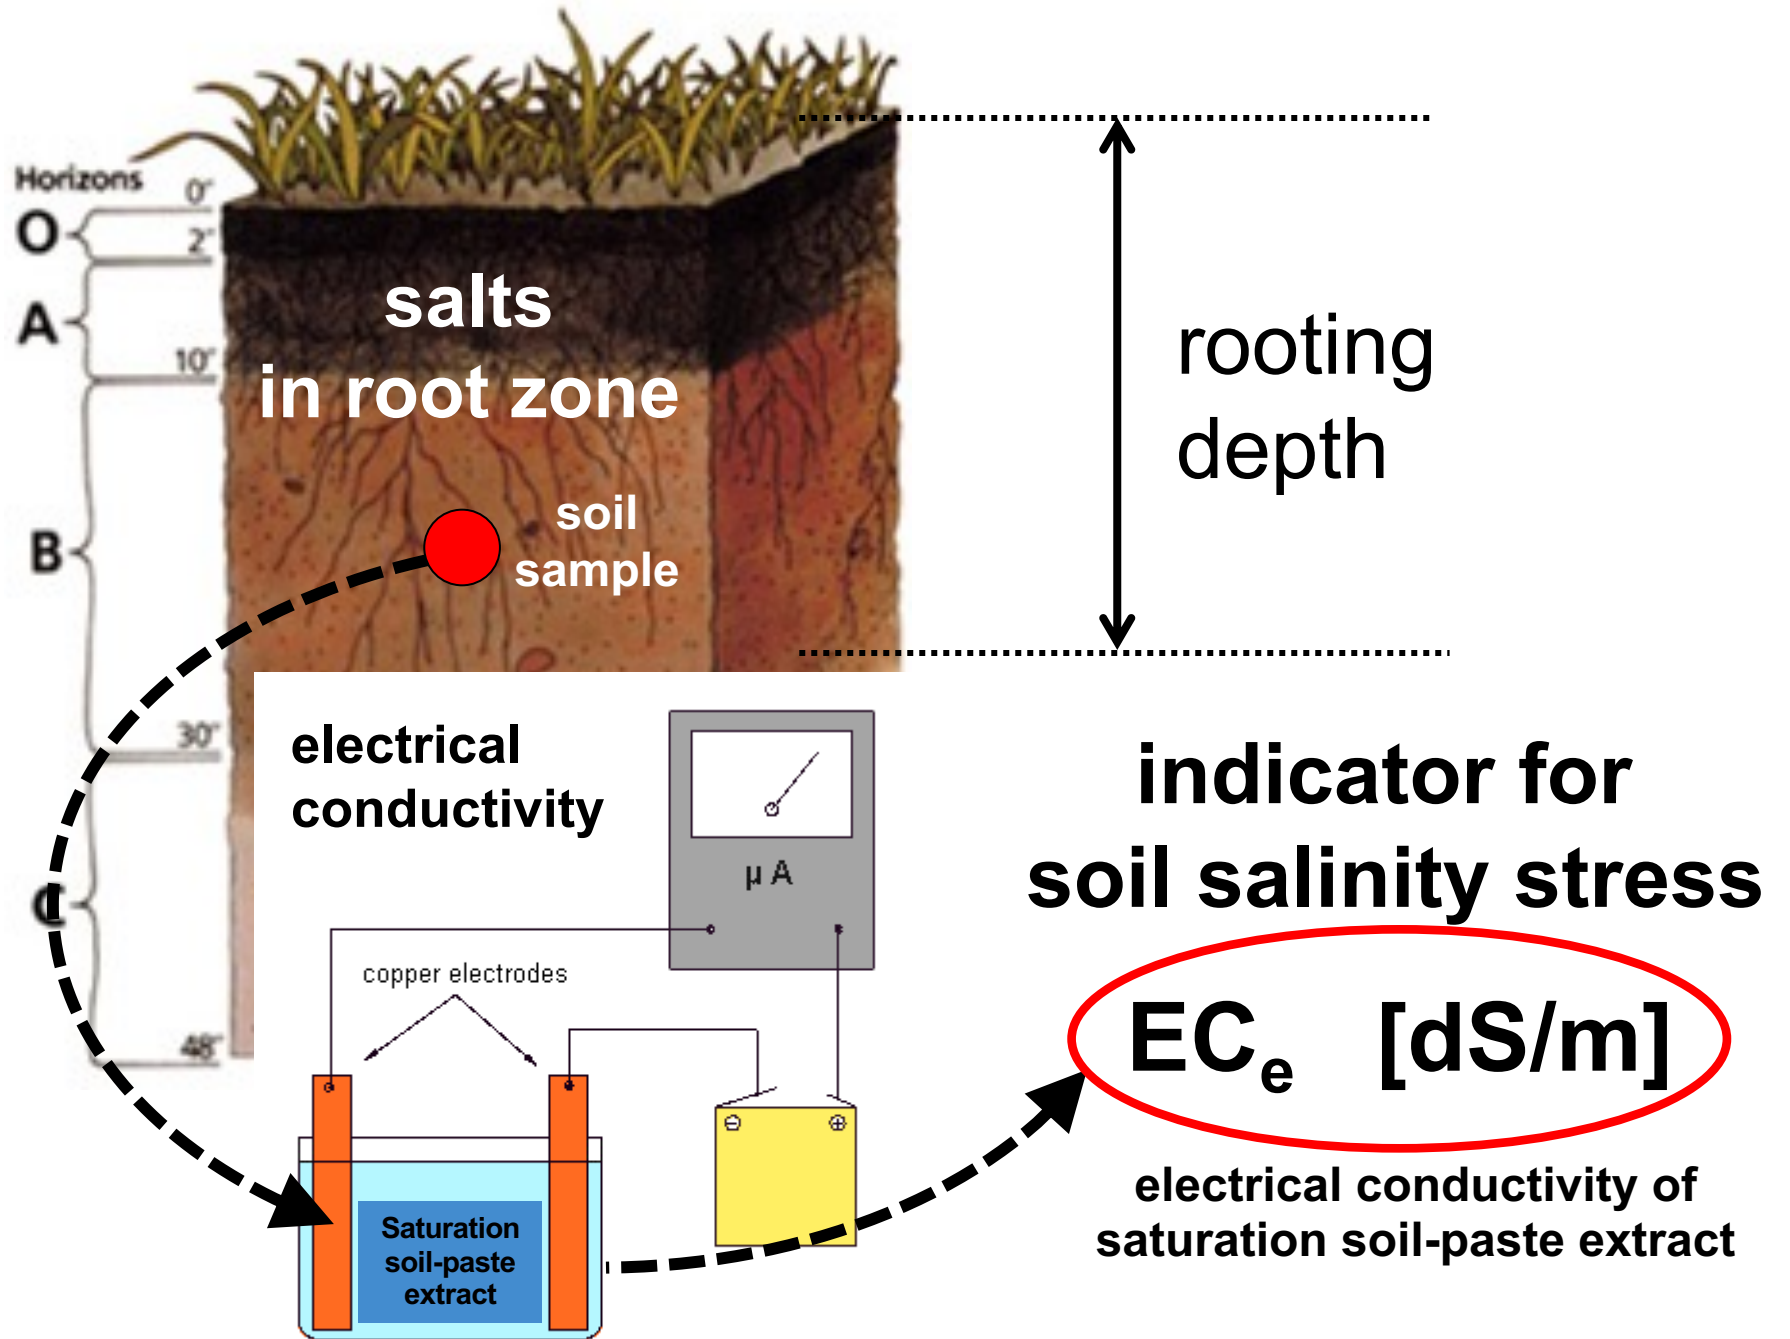 Horizons
0"
O
2"
A
10"
B
30"
C
48"
salts
in root zone
soil
sample
rooting
depth
electrical
conductivity
µ A
copper electrodes
⊖ ⊕
Saturation
soil-paste
extract
indicator for
soil salinity stress
ECₑ [dS/m]
electrical conductivity of
saturation soil-paste extract